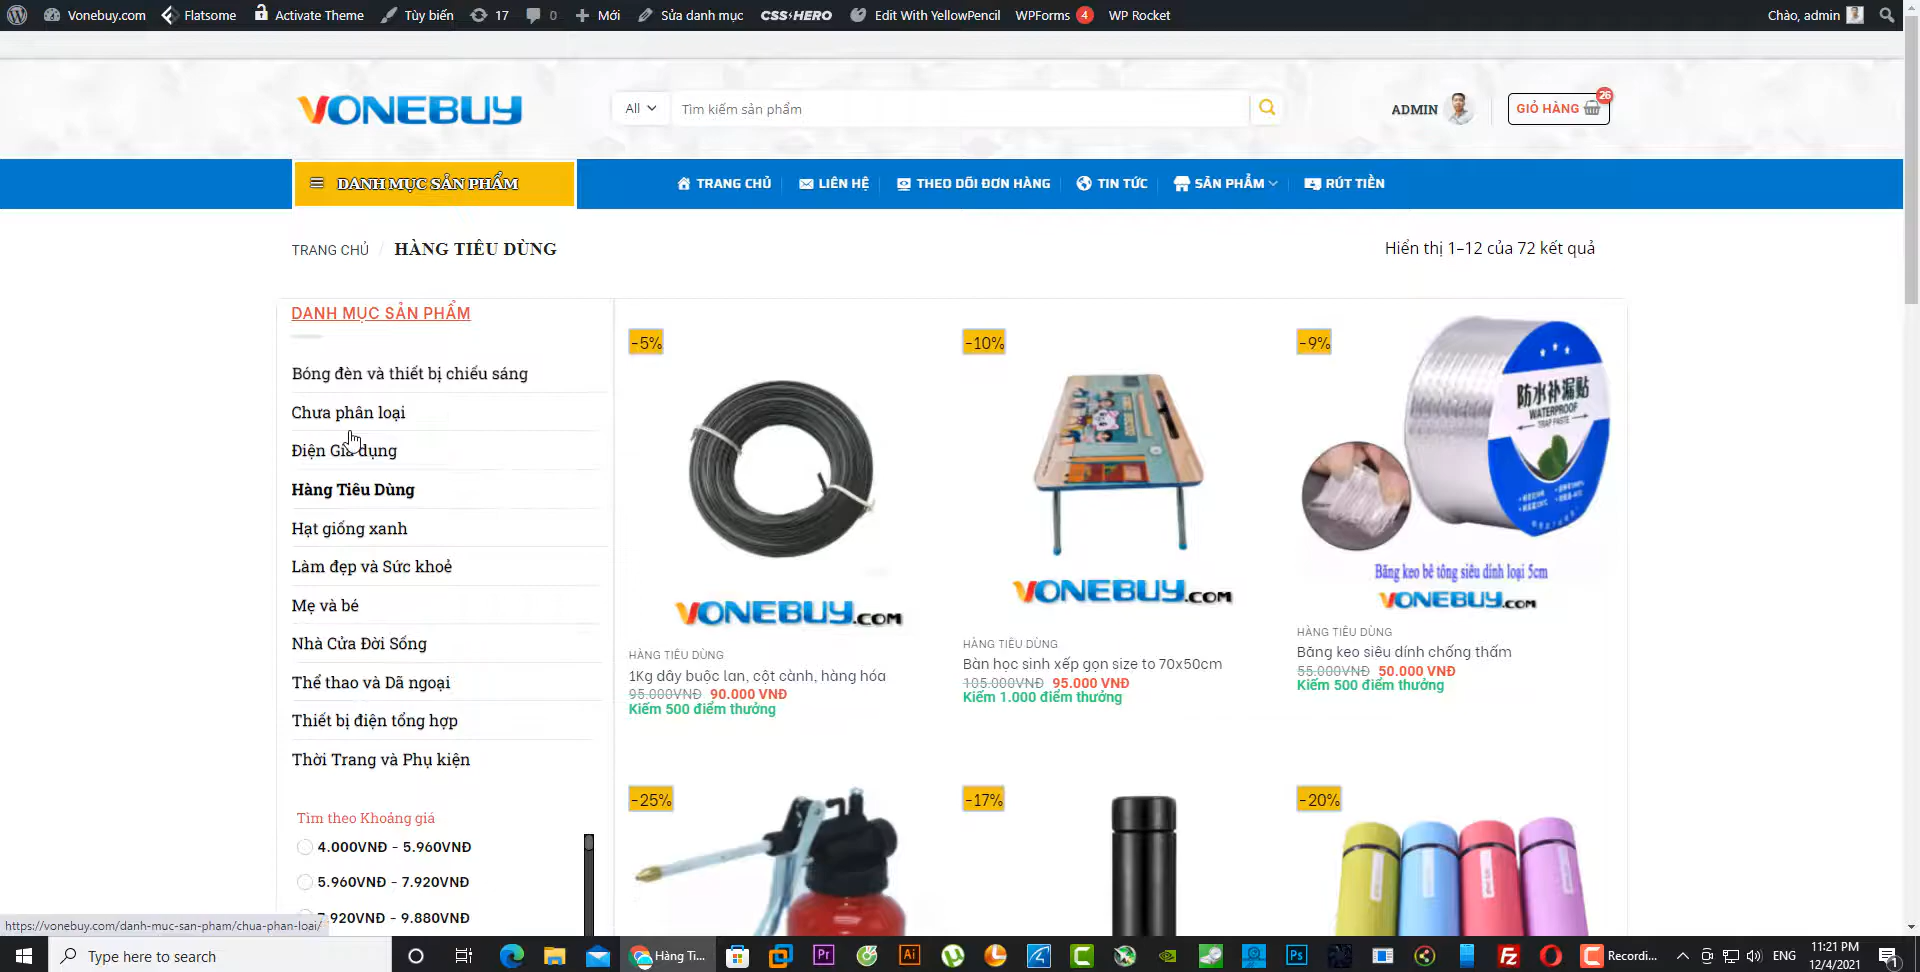 Vonebuy.com Flatsome Activate Theme Tùy biến 17 0 Mới Sửa danh mục CSS HERO Edit With YellowPencil WPForms 4 WP Rocket Chào, admin
VONEBUY All Tìm kiếm sản phẩm ADMIN GIỎ HÀNG 26
DANH MỤC SẢN PHẨM TRANG CHỦ LIÊN HỆ THEO DÕI ĐƠN HÀNG TIN TỨC SẢN PHẨM RÚT TIỀN
TRANG CHỦ / HÀNG TIÊU DÙNG Hiển thị 1–12 của 72 kết quả
DANH MỤC SẢN PHẨM
Bóng đèn và thiết bị chiếu sáng
Chưa phân loại
Điện Gia dụng
Hàng Tiêu Dùng
Hạt giống xanh
Làm đẹp và Sức khoẻ
Mẹ và bé
Nhà Cửa Đời Sống
Thể thao và Dã ngoại
Thiết bị điện tổng hợp
Thời Trang và Phụ kiện
Tìm theo Khoảng giá
4.000VNĐ - 5.960VNĐ
5.960VNĐ - 7.920VNĐ
7.920VNĐ - 9.880VNĐ
-5%
VONEBUY.COM
HÀNG TIÊU DÙNG
1Kg dây buộc lan, cột cành, hàng hóa
95.000VNĐ 90.000 VNĐ
Kiếm 500 điểm thưởng
-10%
VONEBUY.COM
HÀNG TIÊU DÙNG
Bàn học sinh xếp gọn size to 70x50cm
105.000VNĐ 95.000 VNĐ
Kiếm 1.000 điểm thưởng
-9%
防水补漏贴
WATERPROOF
TRAP PASTE
Băng keo bê tông siêu dính loại 5cm
VONEBUY.COM
HÀNG TIÊU DÙNG
Băng keo siêu dính chống thấm
55.000VNĐ 50.000 VNĐ
Kiếm 500 điểm thưởng
-25%
-17%
-20%
https://vonebuy.com/danh-muc-san-pham/chua-phan-loai/
Type here to search Hàng Ti... Pr Ai Ps Fz Recordi... ENG 11:21 PM
12/4/2021 1